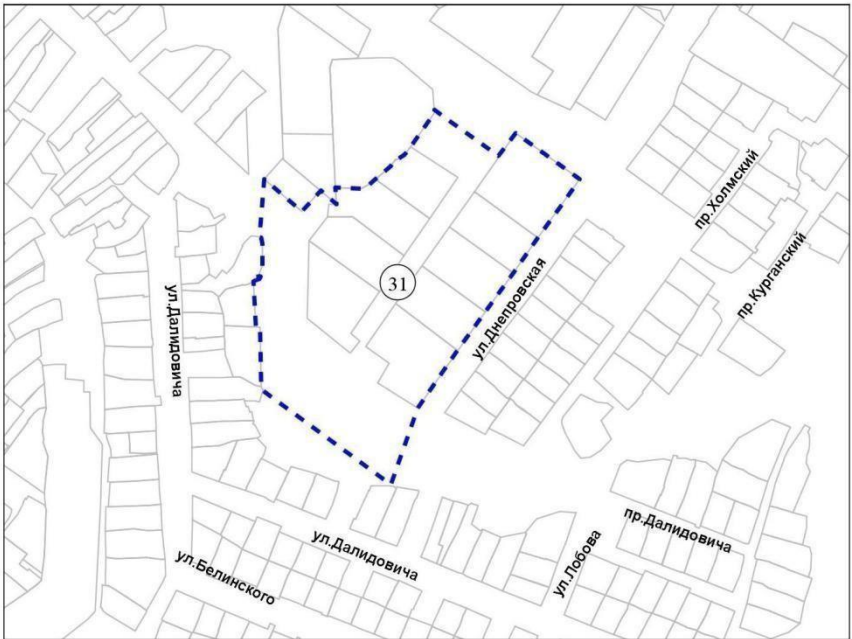 пр.Холмский
пр.Курганский
31
ул.Днепровская
ул.Далидовича
пр.Далидовича
ул.Далидовича
ул.Лобова
ул.Белинского